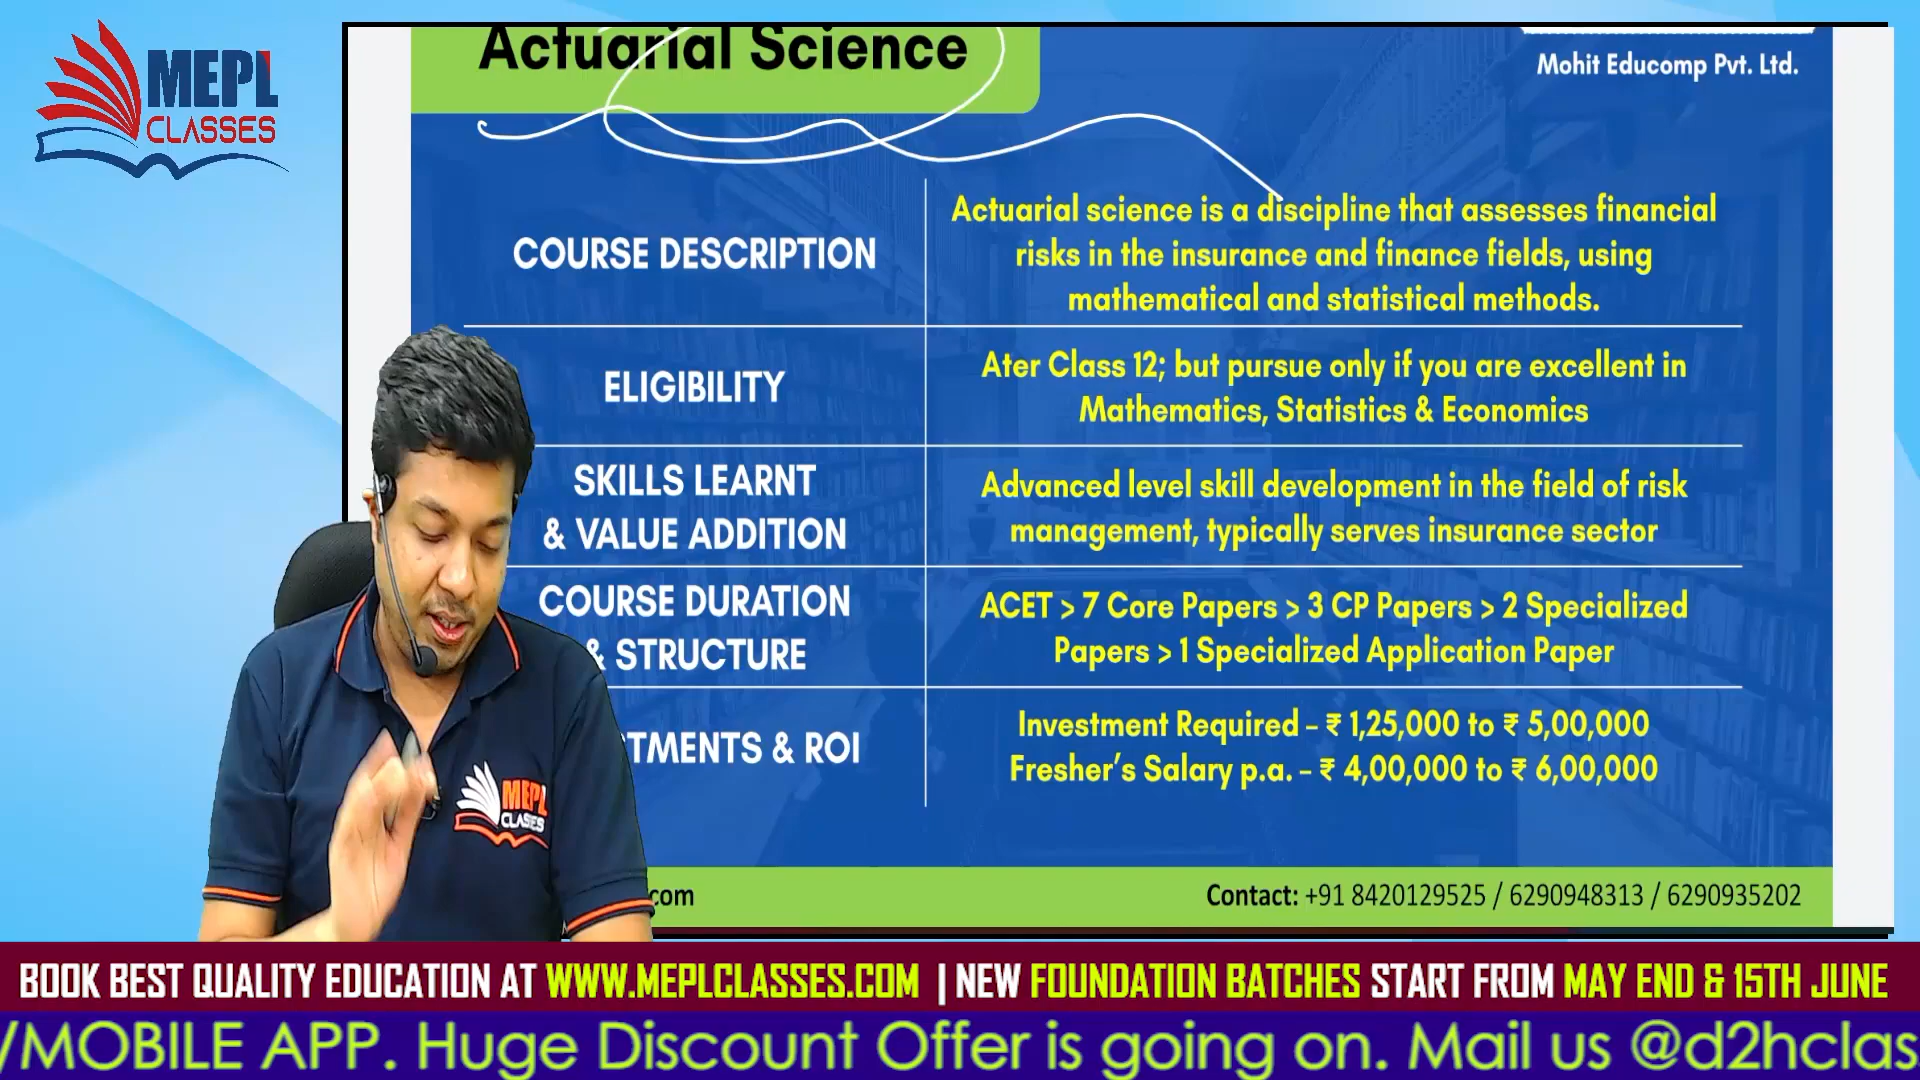 MEPL
CLASSES
Actuarial Science
Mohit Educomp Pvt. Ltd.
COURSE DESCRIPTION
Actuarial science is a discipline that assesses financial
risks in the insurance and finance fields, using
mathematical and statistical methods.
ELIGIBILITY
Ater Class 12; but pursue only if you are excellent in
Mathematics, Statistics & Economics
SKILLS LEARNT
& VALUE ADDITION
Advanced level skill development in the field of risk
management, typically serves insurance sector
COURSE DURATION
& STRUCTURE
ACET > 7 Core Papers > 3 CP Papers > 2 Specialized
Papers > 1 Specialized Application Paper
TMENTS & ROI
Investment Required – ₹ 1,25,000 to ₹ 5,00,000
Fresher's Salary p.a. – ₹ 4,00,000 to ₹ 6,00,000
MEPL
CLASSES
.com
Contact: +91 8420129525 / 6290948313 / 6290935202
BOOK BEST QUALITY EDUCATION AT WWW.MEPLCLASSES.COM | NEW FOUNDATION BATCHES START FROM MAY END & 15TH JUNE
/MOBILE APP. Huge Discount Offer is going on. Mail us @d2hclas